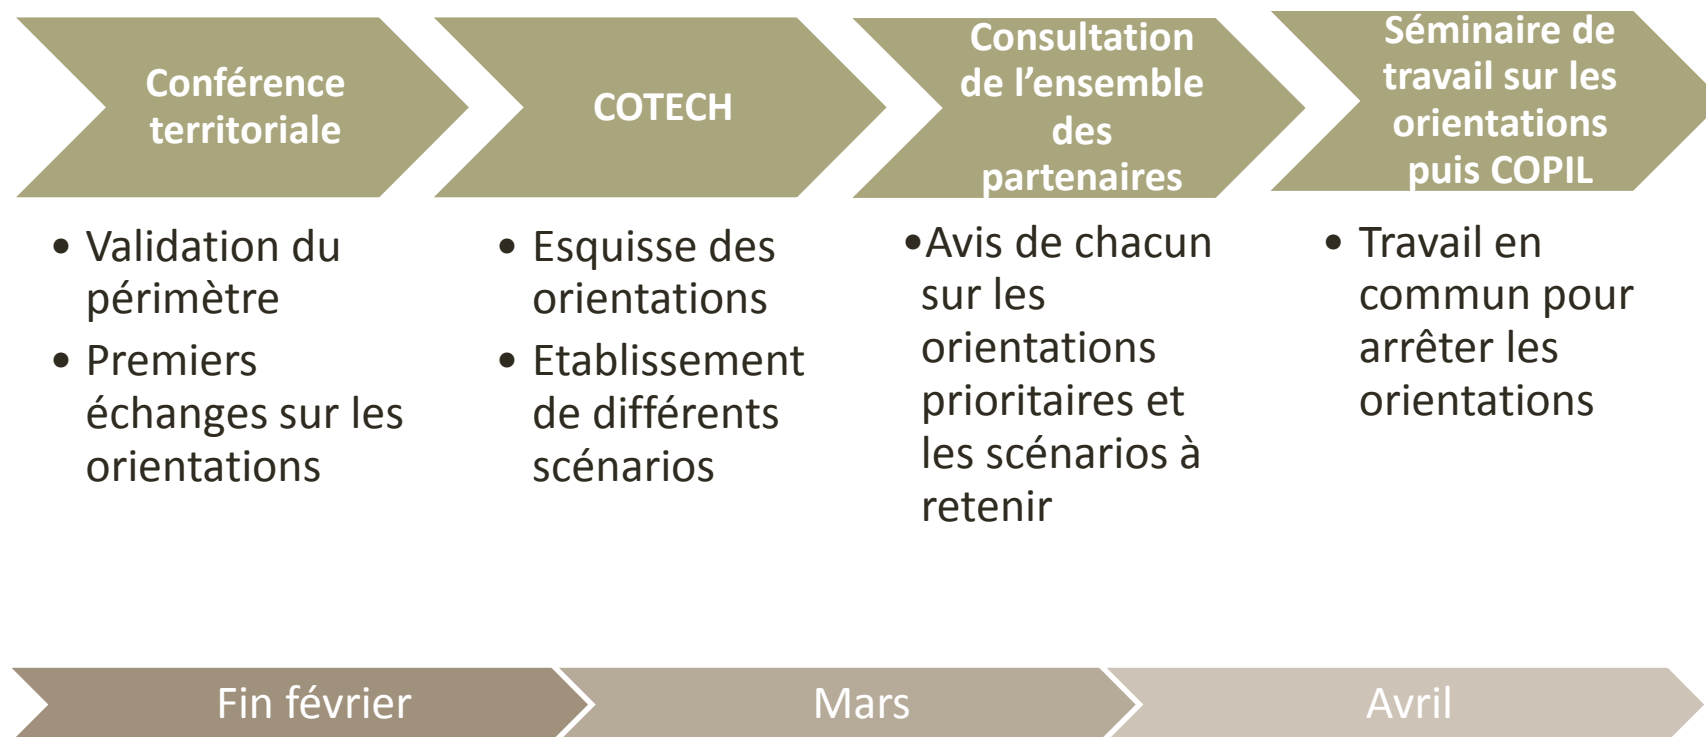 Conférence
territoriale
• Validation du
périmètre
• Premiers
échanges sur les
orientations
COTECH
• Esquisse des
orientations
• Etablissement
de différents
scénarios
Consultation
de l’ensemble
des
partenaires
•Avis de chacun
sur les
orientations
prioritaires et
les scénarios à
retenir
Séminaire de
travail sur les
orientations
puis COPIL
• Travail en
commun pour
arrêter les
orientations
Fin février
Mars
Avril